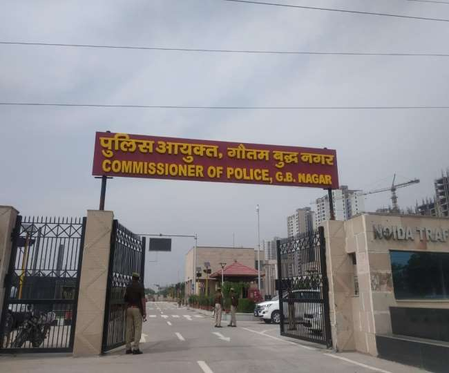 पुलिस आयुक्त, गौतम बुद्ध नगर
COMMISSIONER OF POLICE, G.B. NAGAR
NOIDA TRAF